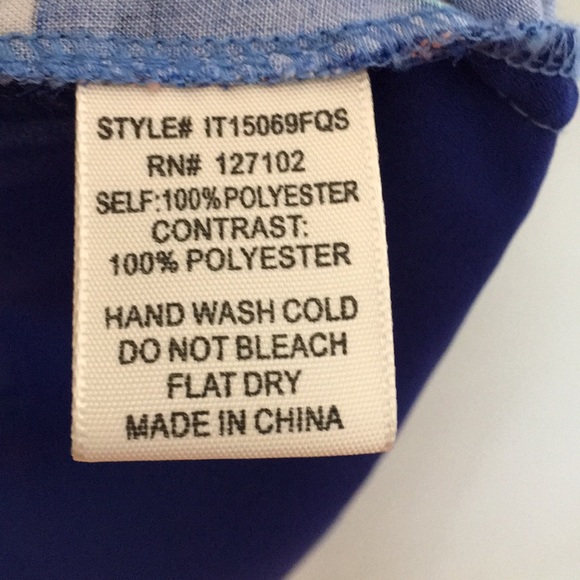 STYLE# IT15069FQS
RN# 127102
SELF:100% POLYESTER
CONTRAST:
100% POLYESTER
HAND WASH COLD
DO NOT BLEACH
FLAT DRY
MADE IN CHINA